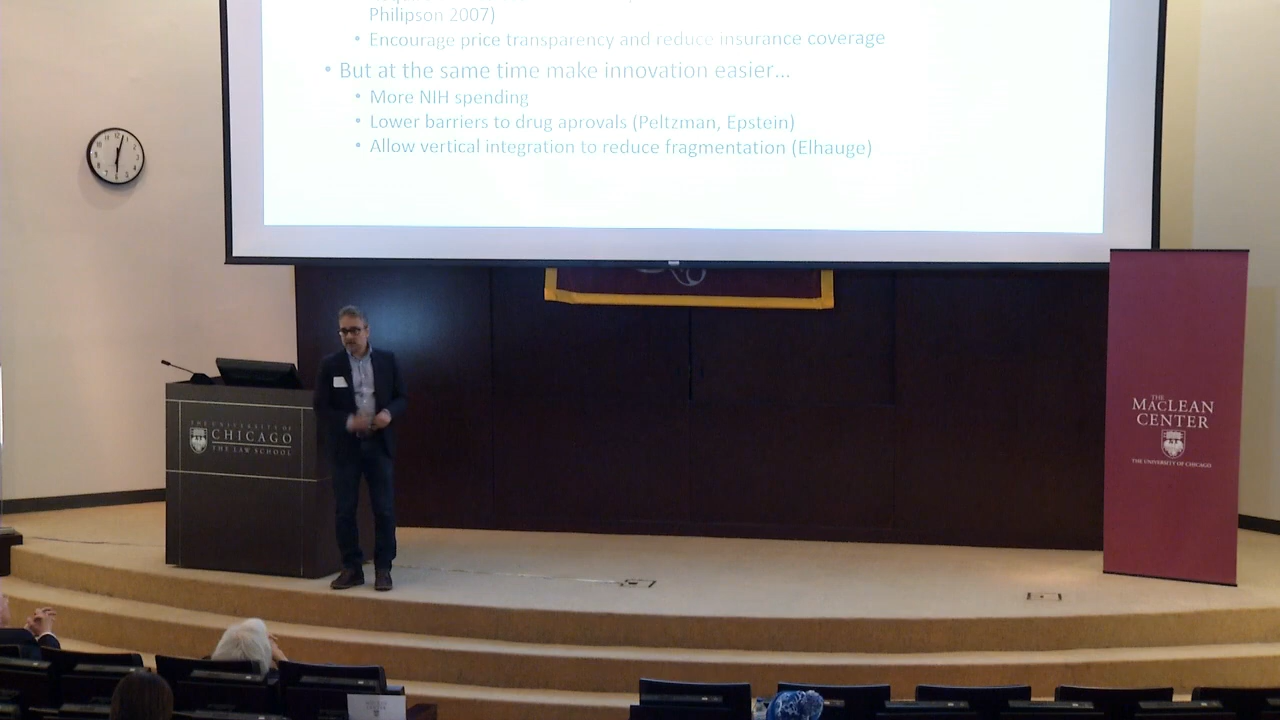 Philipson 2007)
• Encourage price transparency and reduce insurance coverage
• But at the same time make innovation easier...
• More NIH spending
• Lower barriers to drug aprovals (Peltzman, Epstein)
• Allow vertical integration to reduce fragmentation (Elhauge)
THE UNIVERSITY OF
CHICAGO
THE LAW SCHOOL
THE
MACLEAN
CENTER
THE UNIVERSITY OF CHICAGO